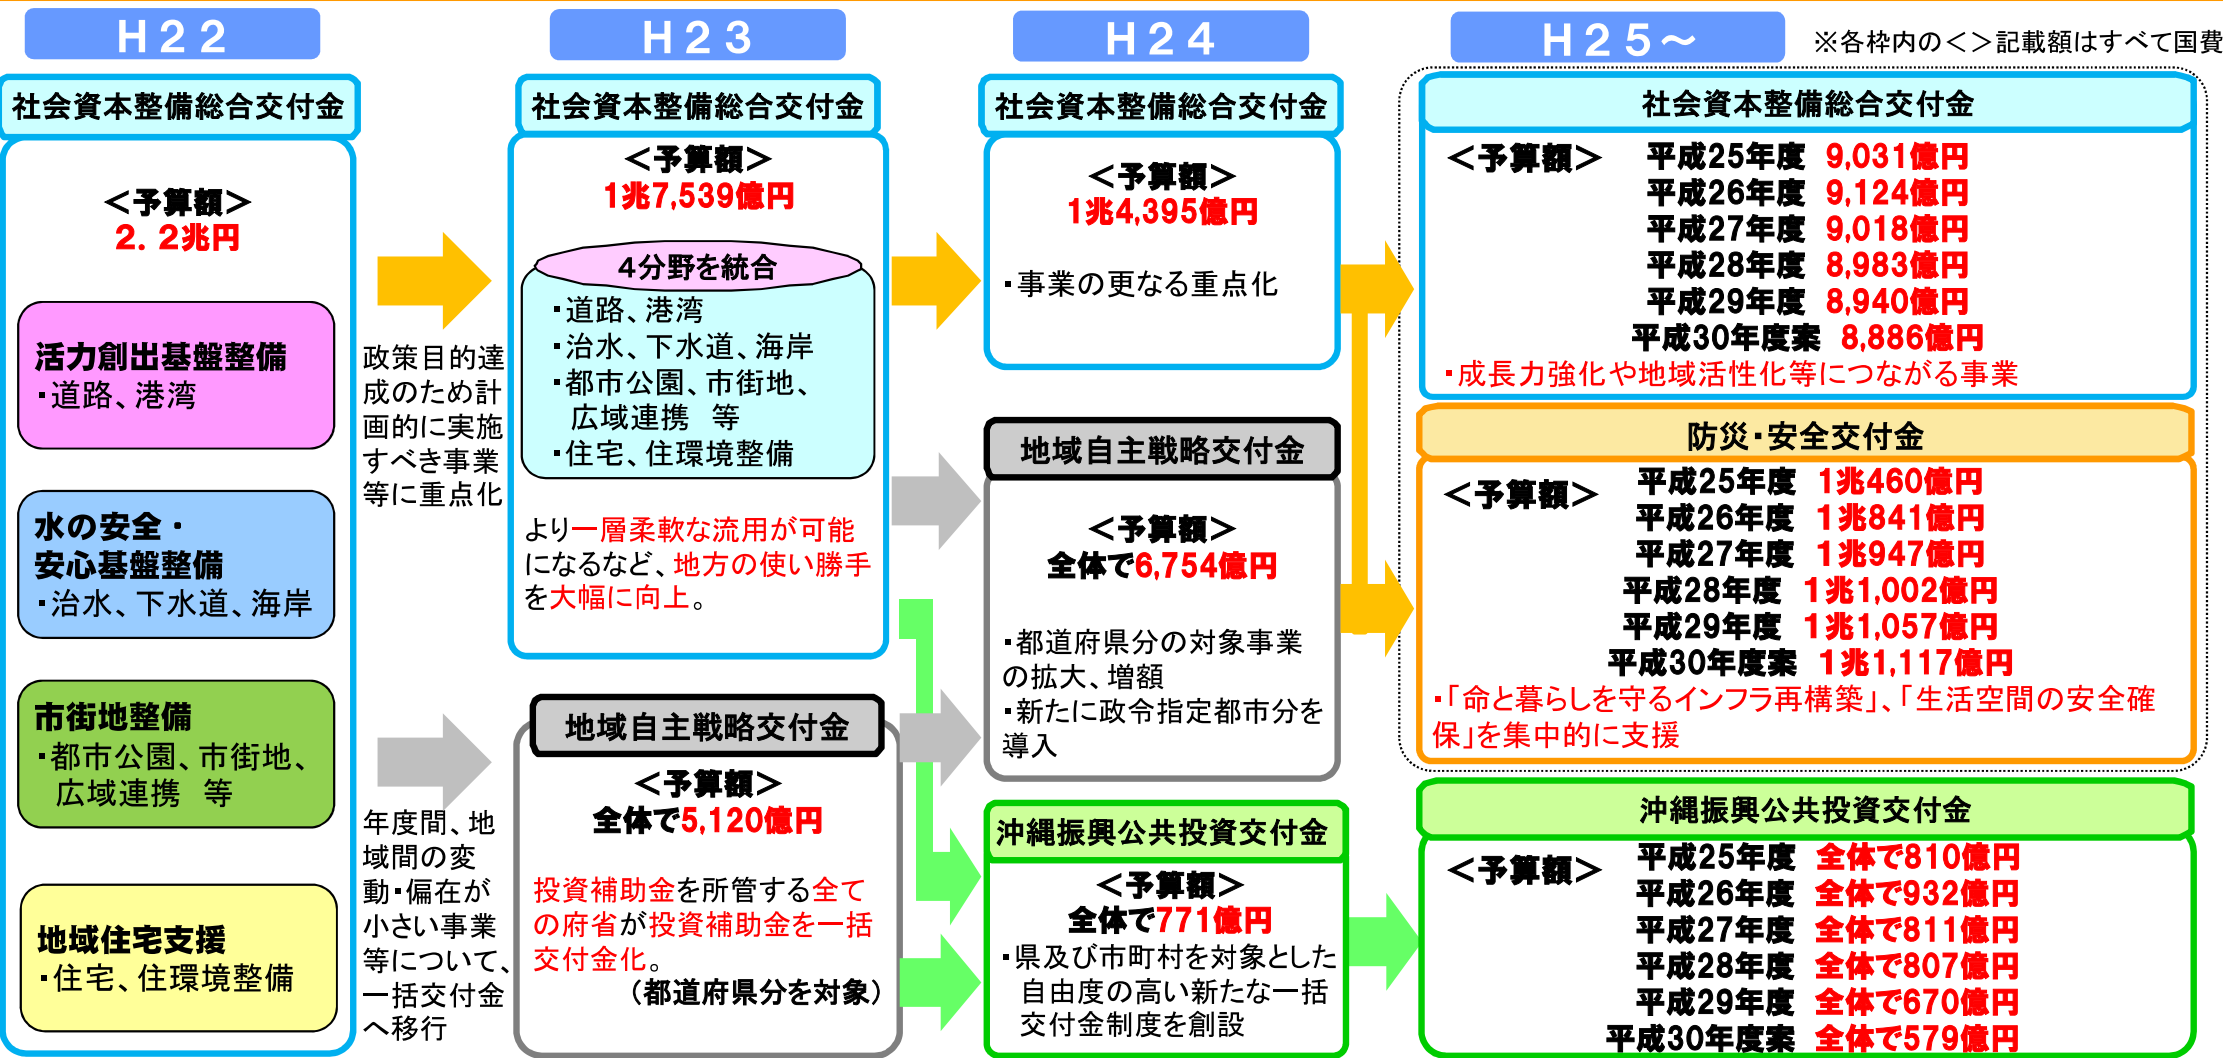 H22
社会資本整備総合交付金
＜予算額＞
2．2兆円
活力創出基盤整備
・道路、港湾
水の安全・
安心基盤整備
・治水、下水道、海岸
市街地整備
・都市公園、市街地、
広域連携　等
地域住宅支援
・住宅、住環境整備
政策目的達
成のため計
画的に実施
すべき事業
等に重点化
年度間、地
域間の変
動・偏在が
小さい事業
等について、
一括交付金
へ移行
H23
社会資本整備総合交付金
＜予算額＞
1兆7,539億円
4分野を統合
・道路、港湾
・治水、下水道、海岸
・都市公園、市街地、
広域連携　等
・住宅、住環境整備
より一層柔軟な流用が可能
になるなど、地方の使い勝手
を大幅に向上。
地域自主戦略交付金
＜予算額＞
全体で5,120億円
投資補助金を所管する全て
の府省が投資補助金を一括
交付金化。
（都道府県分を対象）
H24
社会資本整備総合交付金
＜予算額＞
1兆4,395億円
・事業の更なる重点化
地域自主戦略交付金
＜予算額＞
全体で6,754億円
・都道府県分の対象事業
の拡大、増額
・新たに政令指定都市分を
導入
沖縄振興公共投資交付金
＜予算額＞
全体で771億円
・県及び市町村を対象とした
自由度の高い新たな一括
交付金制度を創設
H25～
※各枠内の＜＞記載額はすべて国費
社会資本整備総合交付金
＜予算額＞　平成25年度 9,031億円
平成26年度 9,124億円
平成27年度 9,018億円
平成28年度 8,983億円
平成29年度 8,940億円
平成30年度案 8,886億円
・成長力強化や地域活性化等につながる事業
防災・安全交付金
＜予算額＞　平成25年度 1兆460億円
平成26年度 1兆841億円
平成27年度 1兆947億円
平成28年度 1兆1,002億円
平成29年度 1兆1,057億円
平成30年度案 1兆1,117億円
・「命と暮らしを守るインフラ再構築」、「生活空間の安全確
保」を集中的に支援
沖縄振興公共投資交付金
＜予算額＞　平成25年度 全体で810億円
平成26年度 全体で932億円
平成27年度 全体で811億円
平成28年度 全体で807億円
平成29年度 全体で670億円
平成30年度案 全体で579億円